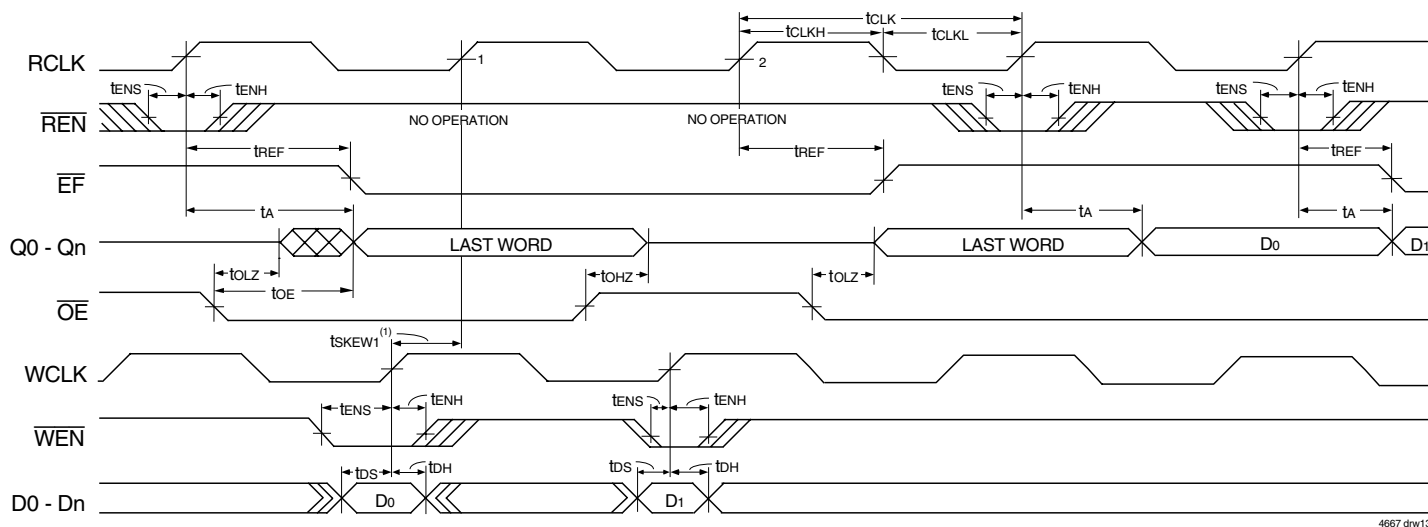 tCLK
tCLKH tCLKL
RCLK 1 2
tENS tENH tENS tENH tENS tENH
REN NO OPERATION NO OPERATION
tREF tREF tREF
EF
tA tA tA
Q0 - Qn LAST WORD LAST WORD D0 D1
tOLZ tOHZ tOLZ
tOE
OE
tSKEW1(1)
WCLK
tENS tENH tENS tENH
WEN
tDS tDH tDS tDH
D0 - Dn D0 D1